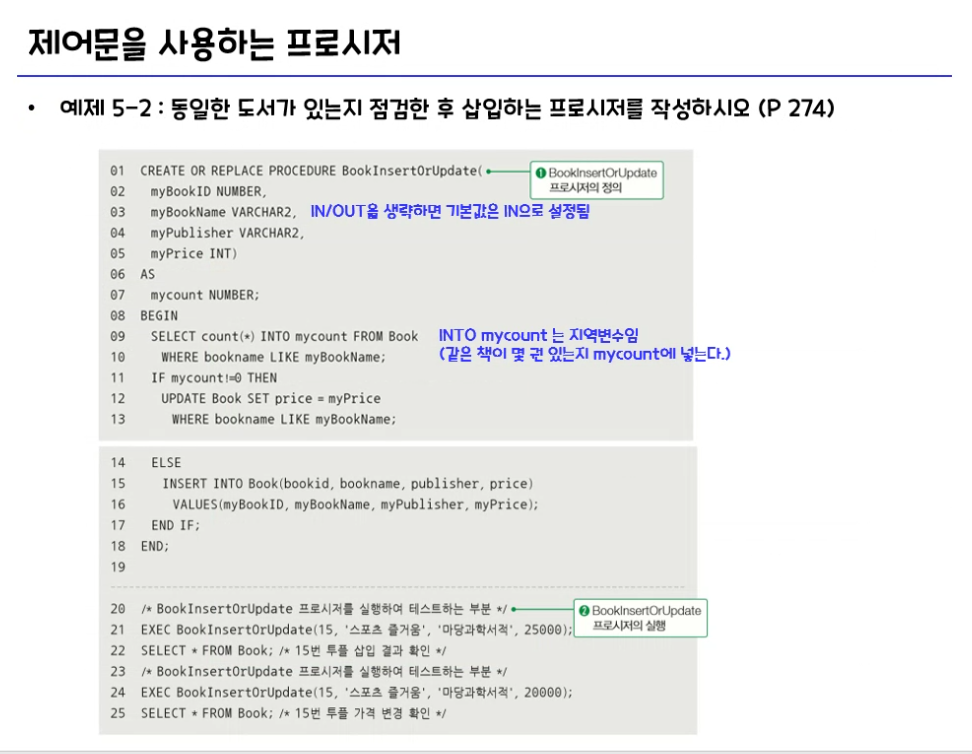 제어문을 사용하는 프로시저
• 예제 5-2 : 동일한 도서가 있는지 점검한 후 삽입하는 프로시저를 작성하시오 (P 274)
01 CREATE OR REPLACE PROCEDURE BookInsertOrUpdate(
❶ BookInsertOrUpdate
프로시저의 정의
02 myBookID NUMBER,
03 myBookName VARCHAR2, IN/OUT을 생략하면 기본값은 IN으로 설정됨
04 myPublisher VARCHAR2,
05 myPrice INT)
06 AS
07 mycount NUMBER;
08 BEGIN
09 SELECT count(*) INTO mycount FROM Book INTO mycount 는 지역변수임
10 WHERE bookname LIKE myBookName; (같은 책이 몇 권 있는지 mycount에 넣는다.)
11 IF mycount!=0 THEN
12 UPDATE Book SET price = myPrice
13 WHERE bookname LIKE myBookName;
14 ELSE
15 INSERT INTO Book(bookid, bookname, publisher, price)
16 VALUES(myBookID, myBookName, myPublisher, myPrice);
17 END IF;
18 END;
19
20 /* BookInsertOrUpdate 프로시저를 실행하여 테스트하는 부분 */
❷ BookInsertOrUpdate
프로시저의 실행
21 EXEC BookInsertOrUpdate(15, '스포츠 즐거움', '마당과학서적', 25000);
22 SELECT * FROM Book; /* 15번 투플 삽입 결과 확인 */
23 /* BookInsertOrUpdate 프로시저를 실행하여 테스트하는 부분 */
24 EXEC BookInsertOrUpdate(15, '스포츠 즐거움', '마당과학서적', 20000);
25 SELECT * FROM Book; /* 15번 투플 가격 변경 확인 */